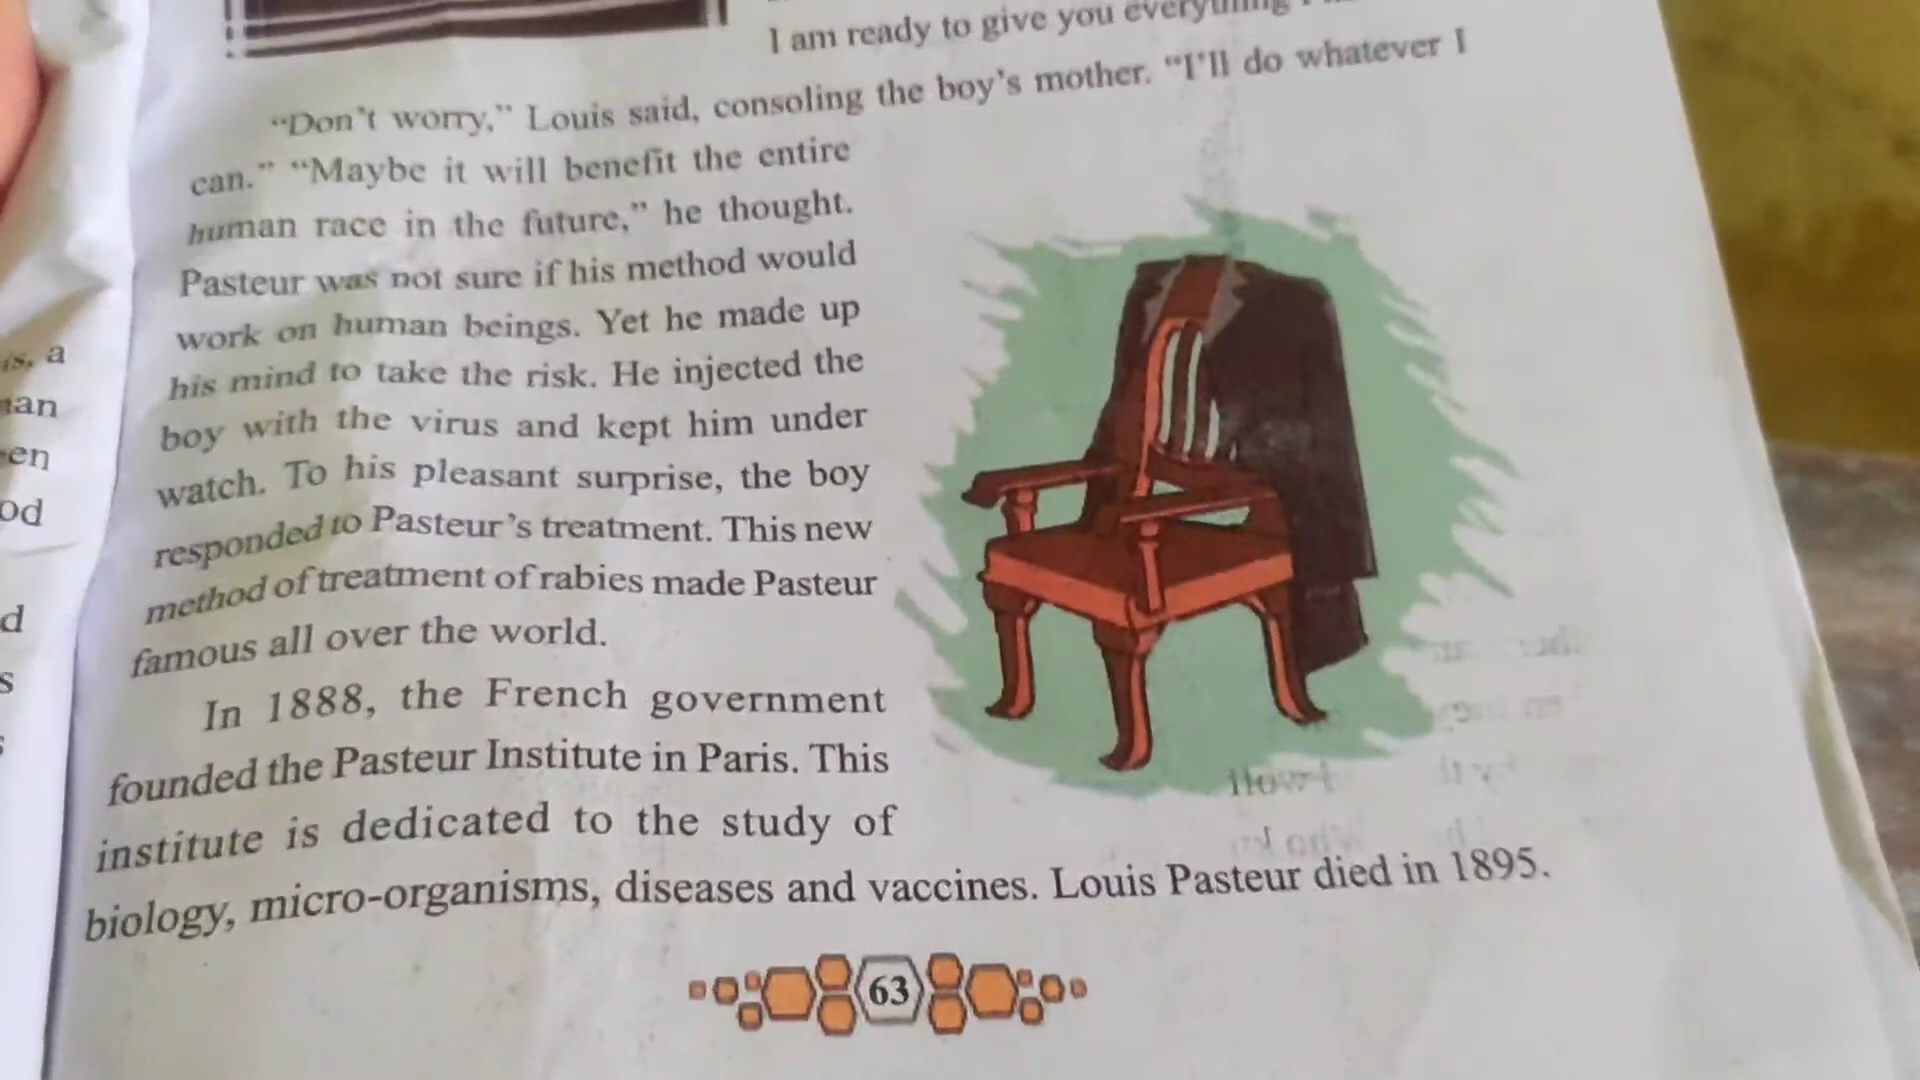 I am ready to give you everything
"Don't worry," Louis said, consoling the boy's mother. "I'll do whatever I
can." "Maybe it will benefit the entire
human race in the future," he thought.
Pasteur was not sure if his method would
work on human beings. Yet he made up
his mind to take the risk. He injected the
boy with the virus and kept him under
watch. To his pleasant surprise, the boy
responded to Pasteur's treatment. This new
method of treatment of rabies made Pasteur
famous all over the world.
In 1888, the French government
founded the Pasteur Institute in Paris. This
institute is dedicated to the study of
biology, micro-organisms, diseases and vaccines. Louis Pasteur died in 1895.
63